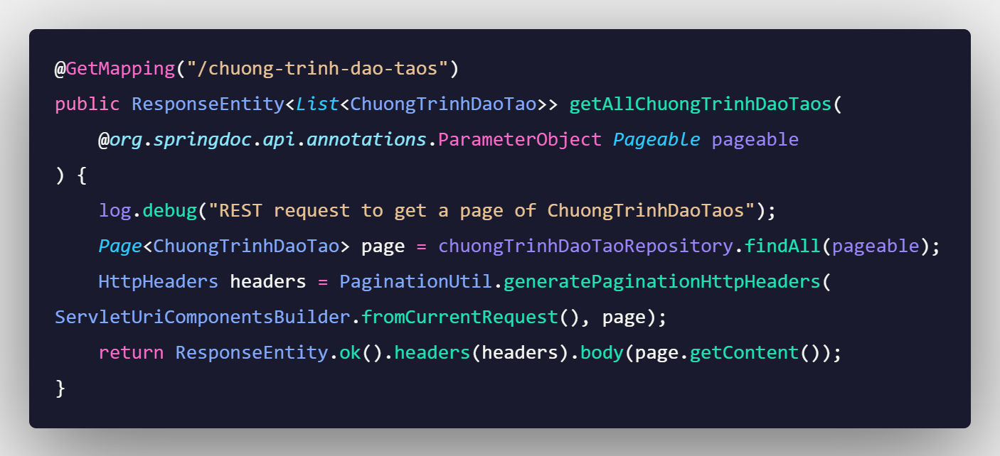 @GetMapping("/chuong-trinh-dao-taos")
public ResponseEntity<List<ChuongTrinhDaoTao>> getAllChuongTrinhDaoTaos(
    @org.springdoc.api.annotations.ParameterObject Pageable pageable
) {
    log.debug("REST request to get a page of ChuongTrinhDaoTaos");
    Page<ChuongTrinhDaoTao> page = chuongTrinhDaoTaoRepository.findAll(pageable);
    HttpHeaders headers = PaginationUtil.generatePaginationHttpHeaders(
ServletUriComponentsBuilder.fromCurrentRequest(), page);
    return ResponseEntity.ok().headers(headers).body(page.getContent());
}